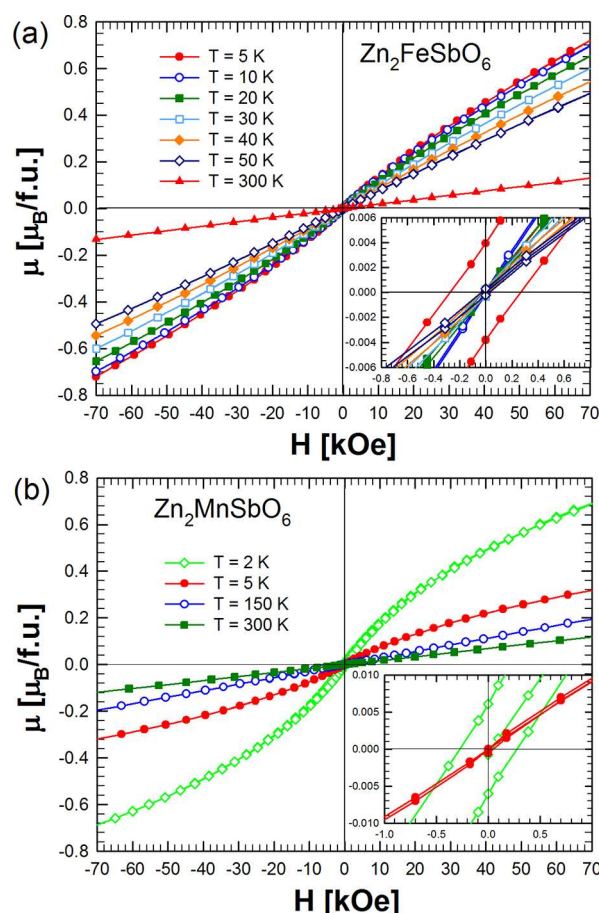 (a)
Zn₂FeSbO₆
T = 5 K
T = 10 K
T = 20 K
T = 30 K
T = 40 K
T = 50 K
T = 300 K
μ [μB/f.u.]
0.8
0.6
0.4
0.2
0.0
-0.2
-0.4
-0.6
-0.8
0.006
0.004
0.002
0.000
-0.002
-0.004
-0.006
-0.8 -0.6 -0.4 -0.2 0.0 0.2 0.4 0.6
-70 -60 -50 -40 -30 -20 -10 0 10 20 30 40 50 60 70
H [kOe]
(b)
Zn₂MnSbO₆
T = 2 K
T = 5 K
T = 150 K
T = 300 K
μ [μB/f.u.]
0.8
0.6
0.4
0.2
0.0
-0.2
-0.4
-0.6
-0.8
0.010
0.005
0.000
-0.005
-0.010
-1.0 -0.5 0.0 0.5
-70 -60 -50 -40 -30 -20 -10 0 10 20 30 40 50 60 70
H [kOe]